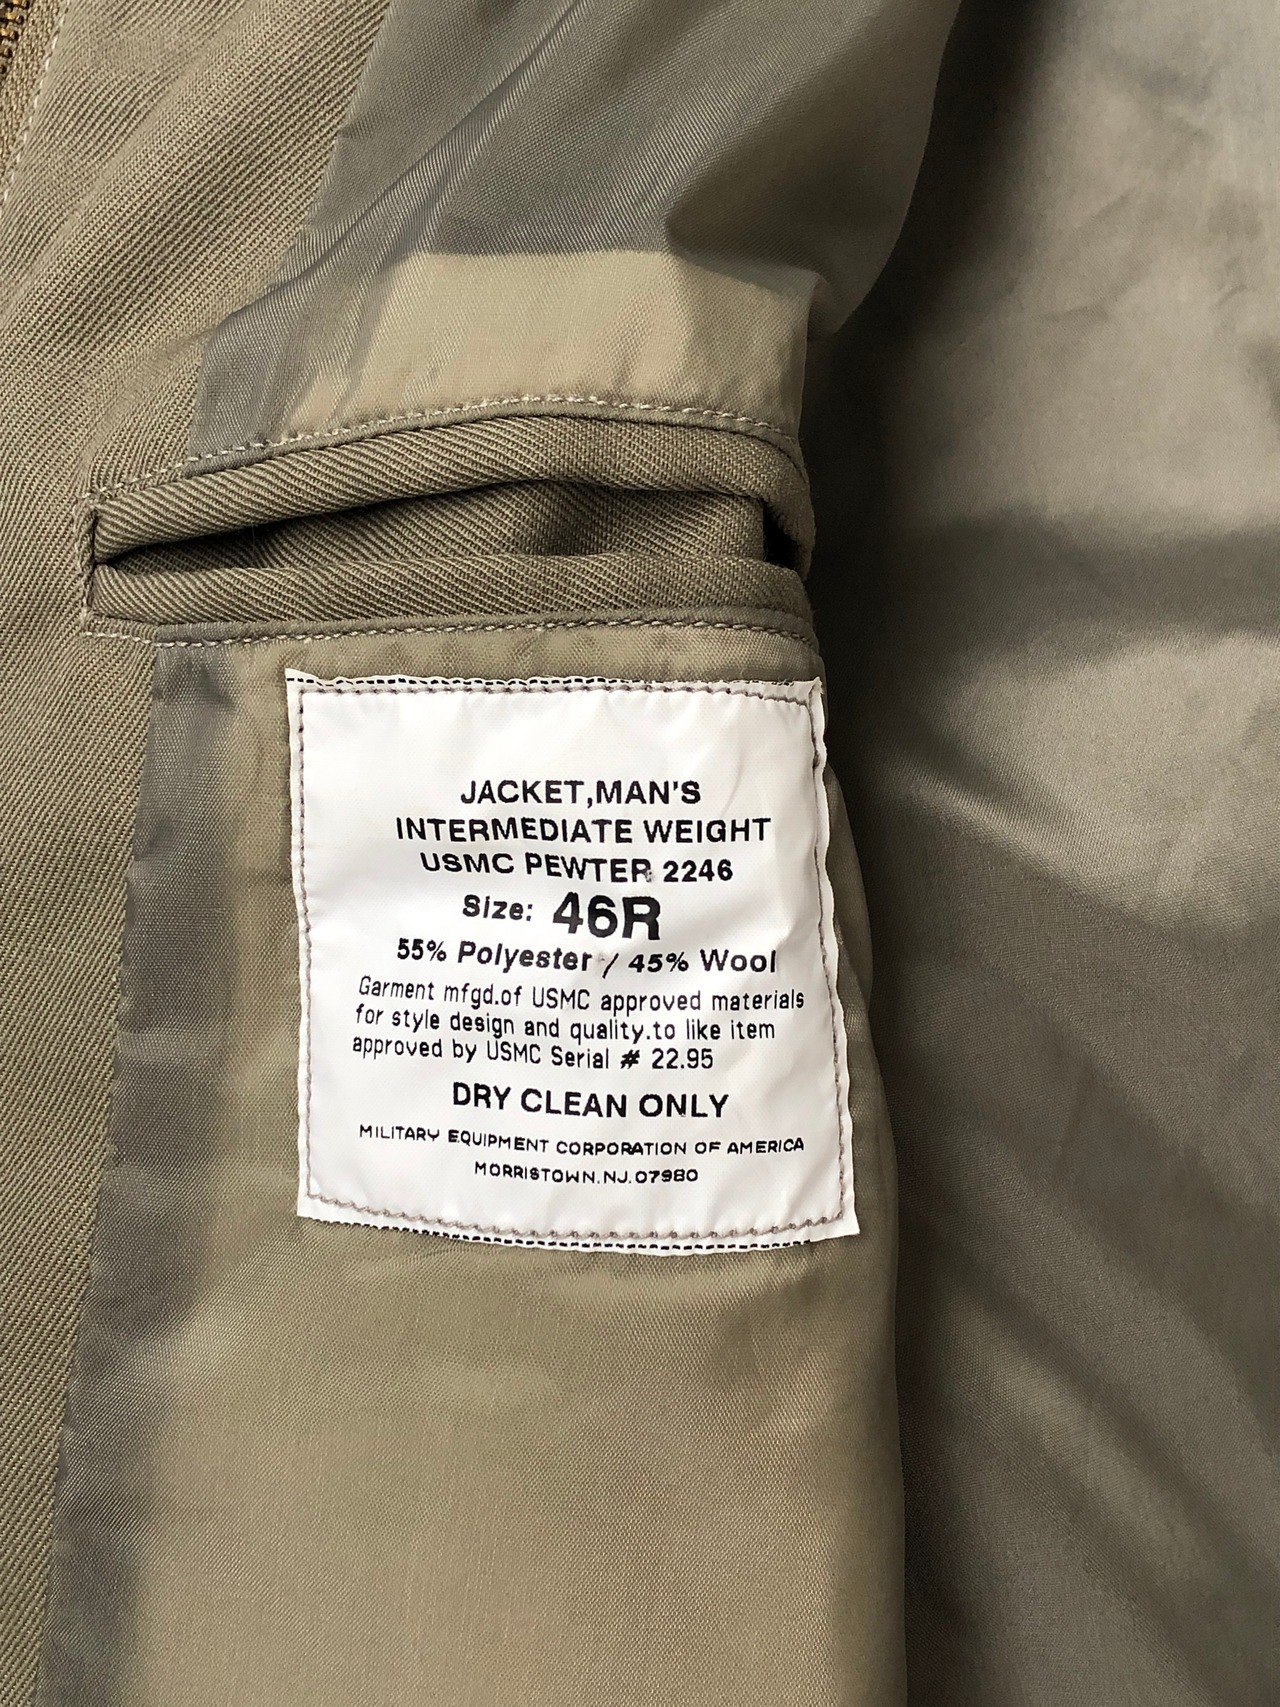 JACKET,MAN'S
INTERMEDIATE WEIGHT
USMC PEWTER 2246
Size: 46R
55% Polyester / 45% Wool
Garment mfgd.of USMC approved materials
for style design and quality.to like item
approved by USMC Serial # 22.95
DRY CLEAN ONLY
MILITARY EQUIPMENT CORPORATION OF AMERICA
MORRISTOWN.NJ.07980